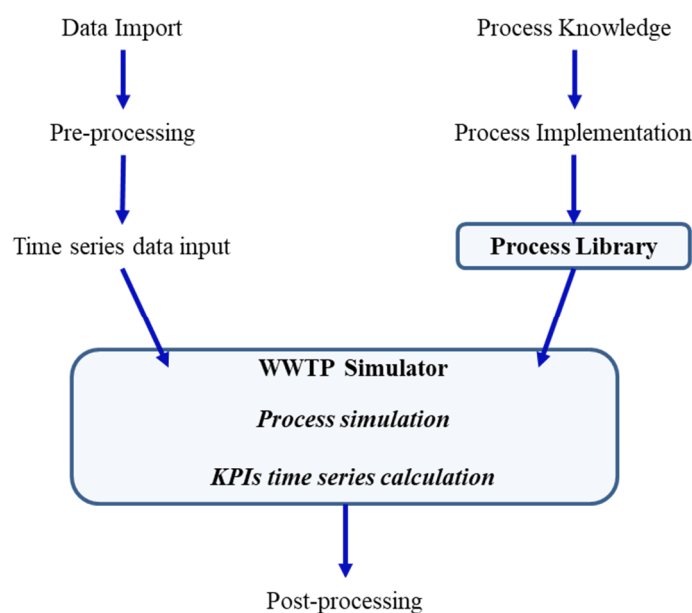 Data Import
Process Knowledge
Pre-processing
Process Implementation
Time series data input
Process Library
WWTP Simulator
Process simulation
KPIs time series calculation
Post-processing